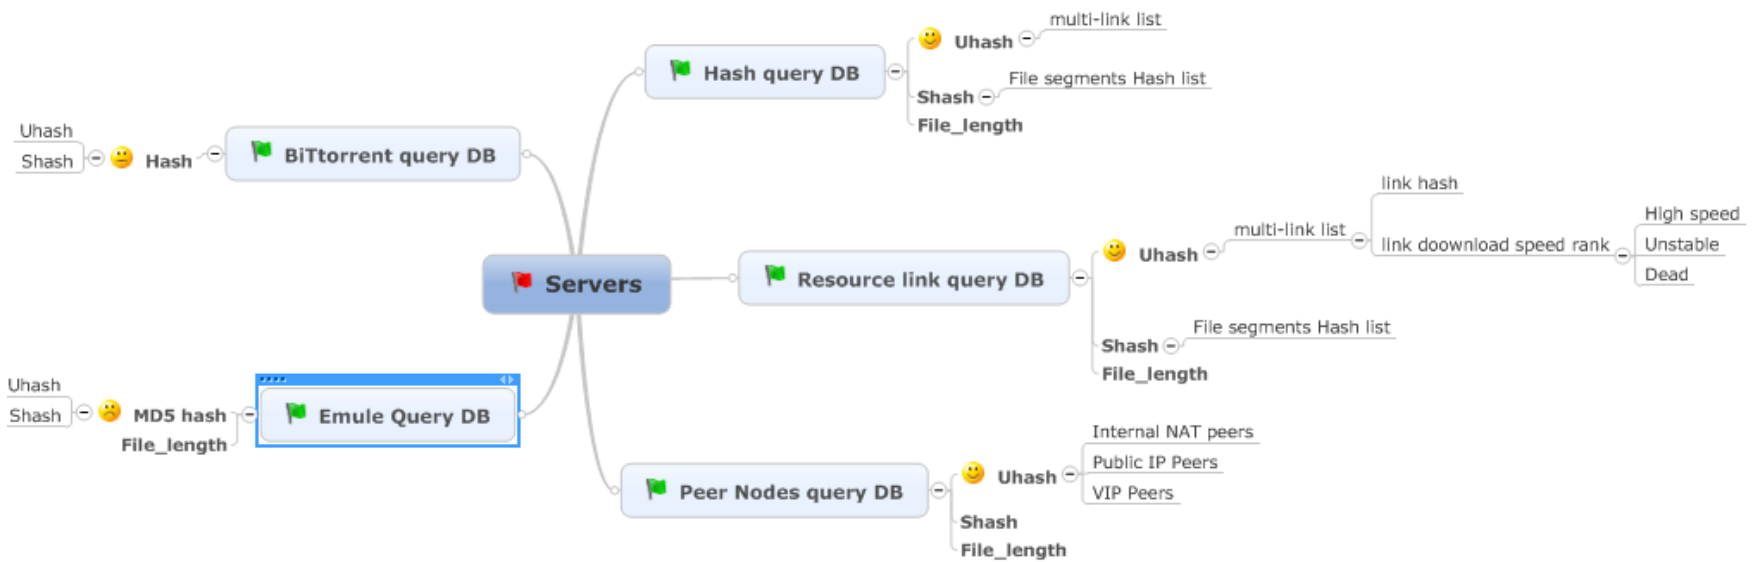 Servers
Hash query DB
Uhash
multi-link list
Shash
File segments Hash list
File_length
Resource link query DB
Uhash
multi-link list
link hash
link doownload speed rank
HIgh speed
Unstable
Dead
Shash
File segments Hash list
File_length
Peer Nodes query DB
Uhash
Internal NAT peers
Public IP Peers
VIP Peers
Shash
File_length
BiTtorrent query DB
Hash
Uhash
Shash
Emule Query DB
MD5 hash
Uhash
Shash
File_length